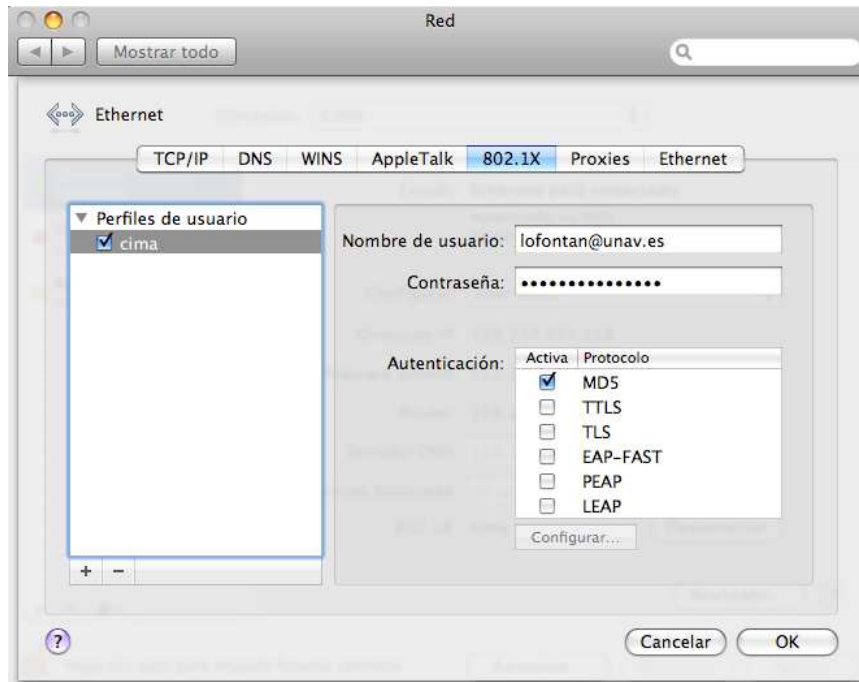 Red
Mostrar todo
Ethernet
TCP/IP DNS WINS AppleTalk 802.1X Proxies Ethernet
Perfiles de usuario
cima
Nombre de usuario: lofontan@unav.es
Contraseña: •••••••••••••••
Autenticación:
Activa Protocolo
MD5
TTLS
TLS
EAP-FAST
PEAP
LEAP
Configurar...
+ −
?
Cancelar OK